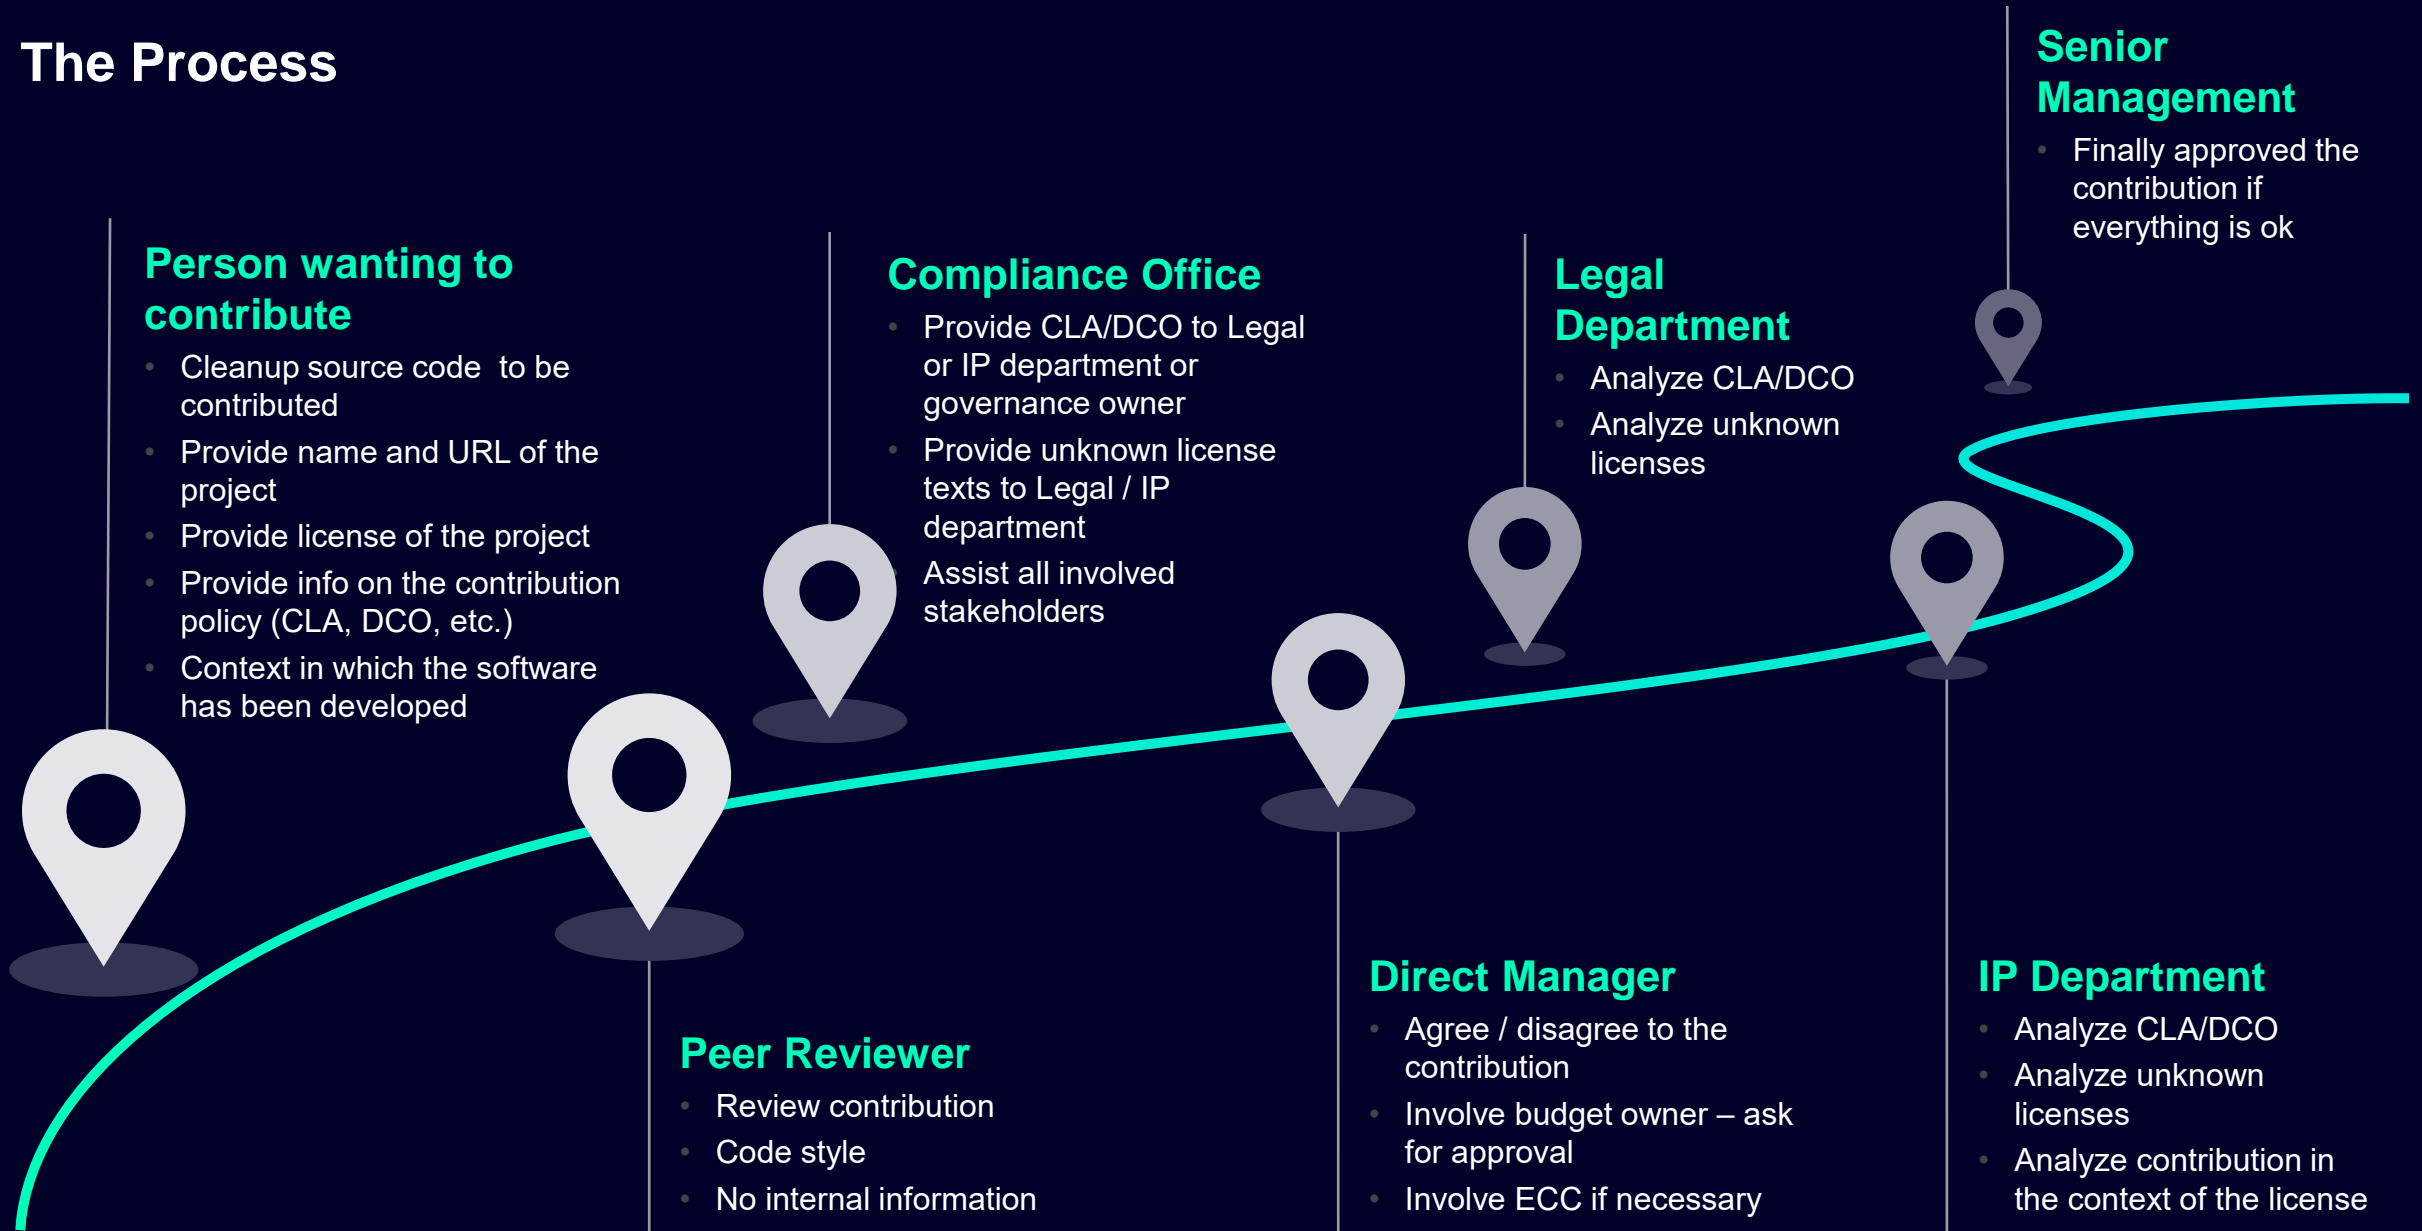 The Process
Person wanting to
contribute
• Cleanup source code  to be
contributed
• Provide name and URL of the
project
• Provide license of the project
• Provide info on the contribution
policy (CLA, DCO, etc.)
• Context in which the software
has been developed
Peer Reviewer
• Review contribution
• Code style
• No internal information
Compliance Office
• Provide CLA/DCO to Legal
or IP department or
governance owner
• Provide unknown license
texts to Legal / IP
department
• Assist all involved
stakeholders
Direct Manager
• Agree / disagree to the
contribution
• Involve budget owner – ask
for approval
• Involve ECC if necessary
Legal
Department
• Analyze CLA/DCO
• Analyze unknown
licenses
IP Department
• Analyze CLA/DCO
• Analyze unknown
licenses
• Analyze contribution in
the context of the license
Senior
Management
• Finally approved the
contribution if
everything is ok